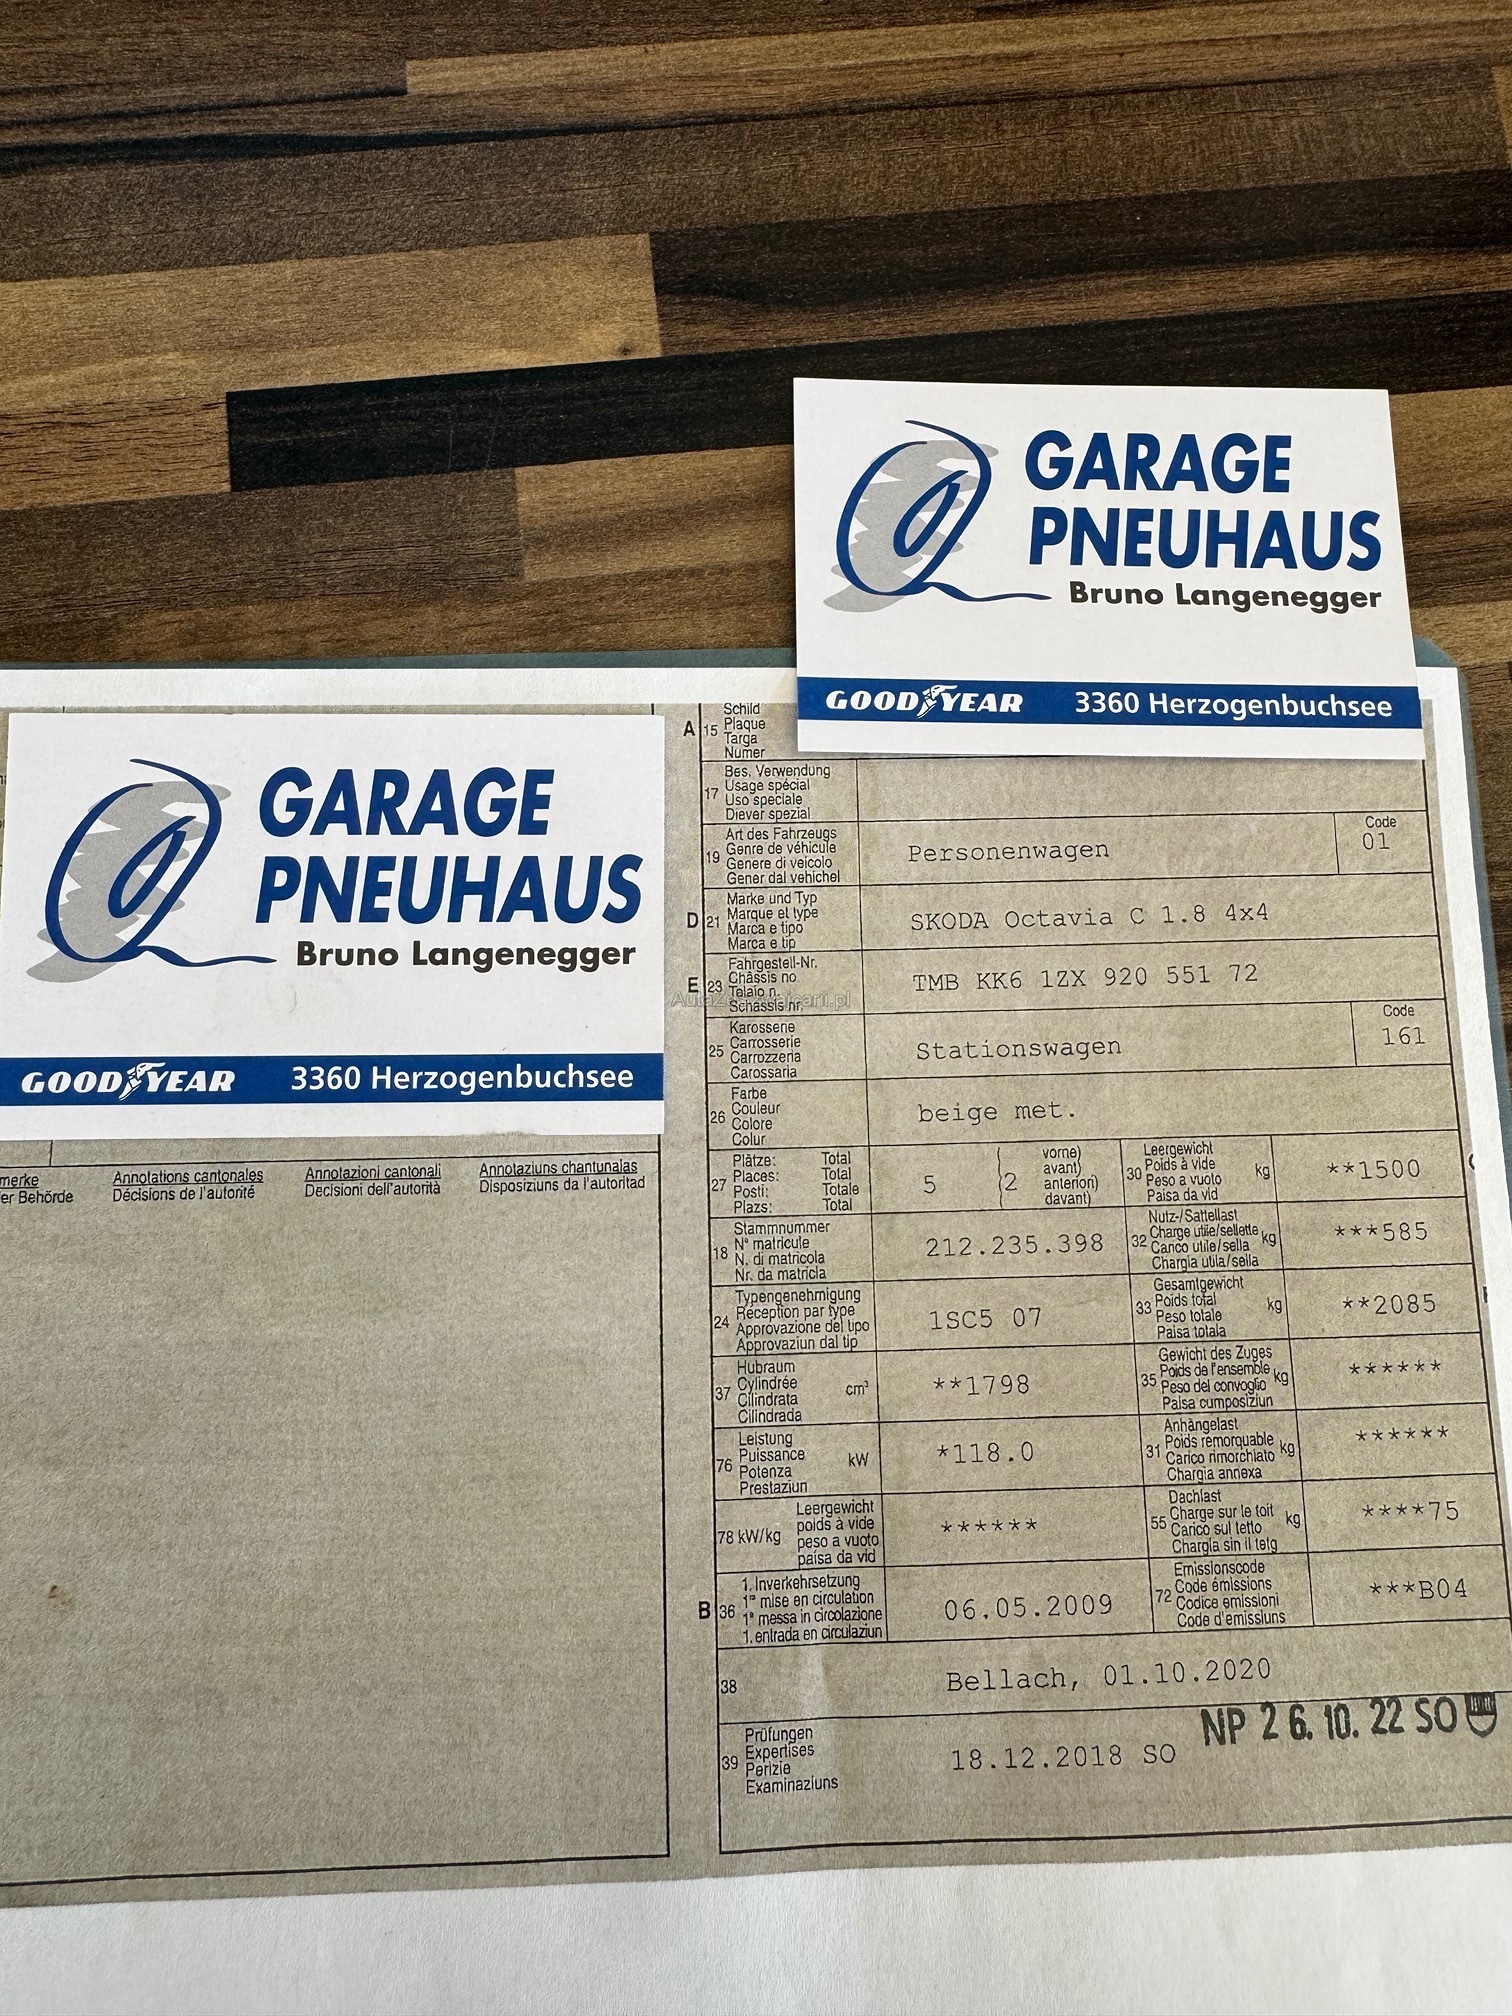 GARAGE
PNEUHAUS
Bruno Langenegger
GOODYEAR 3360 Herzogenbuchsee
GARAGE
PNEUHAUS
Bruno Langenegger
GOODYEAR 3360 Herzogenbuchsee
Annotations cantonales
Décisions de l'autorité
Annotazioni cantonali
Decisioni dell'autorità
Annotaziuns chantunalas
Disposiziuns da l'autoritad
er Behörde
A 15
Schild
Plaque
Targa
Numer
17
Bes. Verwendung
Usage spécial
Uso speciale
Diever spezial
19
Art des Fahrzeugs
Genre de véhicule
Genere di veicolo
Gener dal vehichel
Personenwagen
Code
01
D 21
Marke und Typ
Marque et type
Marca e tipo
Marca e tip
SKODA Octavia C 1.8 4x4
E 23
Fahrgestell-Nr.
Châssis no
Telaio n.
Schassis nr.
TMB KK6 1ZX 920 551 72
25
Karosserie
Carrosserie
Carrozzeria
Carossaria
Stationswagen
Code
161
26
Farbe
Couleur
Colore
Colur
beige met.
27
Plätze: Total
Places: Total
Posti: Totale
Plazs: Total
5
(2
vorne)
avant)
anteriori)
davant)
30
Leergewicht
Poids à vide
Peso a vuoto
Paisa da vid
kg
**1500
18
Stammnummer
N° matricule
N. di matricola
Nr. da matricla
212.235.398
32
Nutz-/Sattellast
Charge utile/sellette
Carico utile/sella
Chargia utila/sella
kg
***585
24
Typengenehmigung
Réception par type
Approvazione del tipo
Approvaziun dal tip
1SC5 07
33
Gesamtgewicht
Poids total
Peso totale
Paisa totala
kg
**2085
37
Hubraum
Cylindrée
Cilindrata
Cilindrada
cm³
**1798
35
Gewicht des Zuges
Poids de l'ensemble
Peso del convoglio
Paisa cumposiziun
kg
******
76
Leistung
Puissance
Potenza
Prestaziun
kW
*118.0
31
Anhängelast
Poids remorquable
Carico rimorchiato
Chargia annexa
kg
******
78 kW/kg
Leergewicht
poids à vide
peso a vuoto
paisa da vid
******
55
Dachlast
Charge sur le toit
Carico sul tetto
Chargia sin il tetg
kg
****75
B 36
1. Inverkehrsetzung
1re mise en circulation
1a messa in circolazione
1. entrada en circulaziun
06.05.2009
72
Emissionscode
Code émissions
Codice emissioni
Code d'emissiuns
***B04
38
Bellach, 01.10.2020
NP 26.10.22 SO
39
Prüfungen
Expertises
Perizie
Examinaziuns
18.12.2018 SO